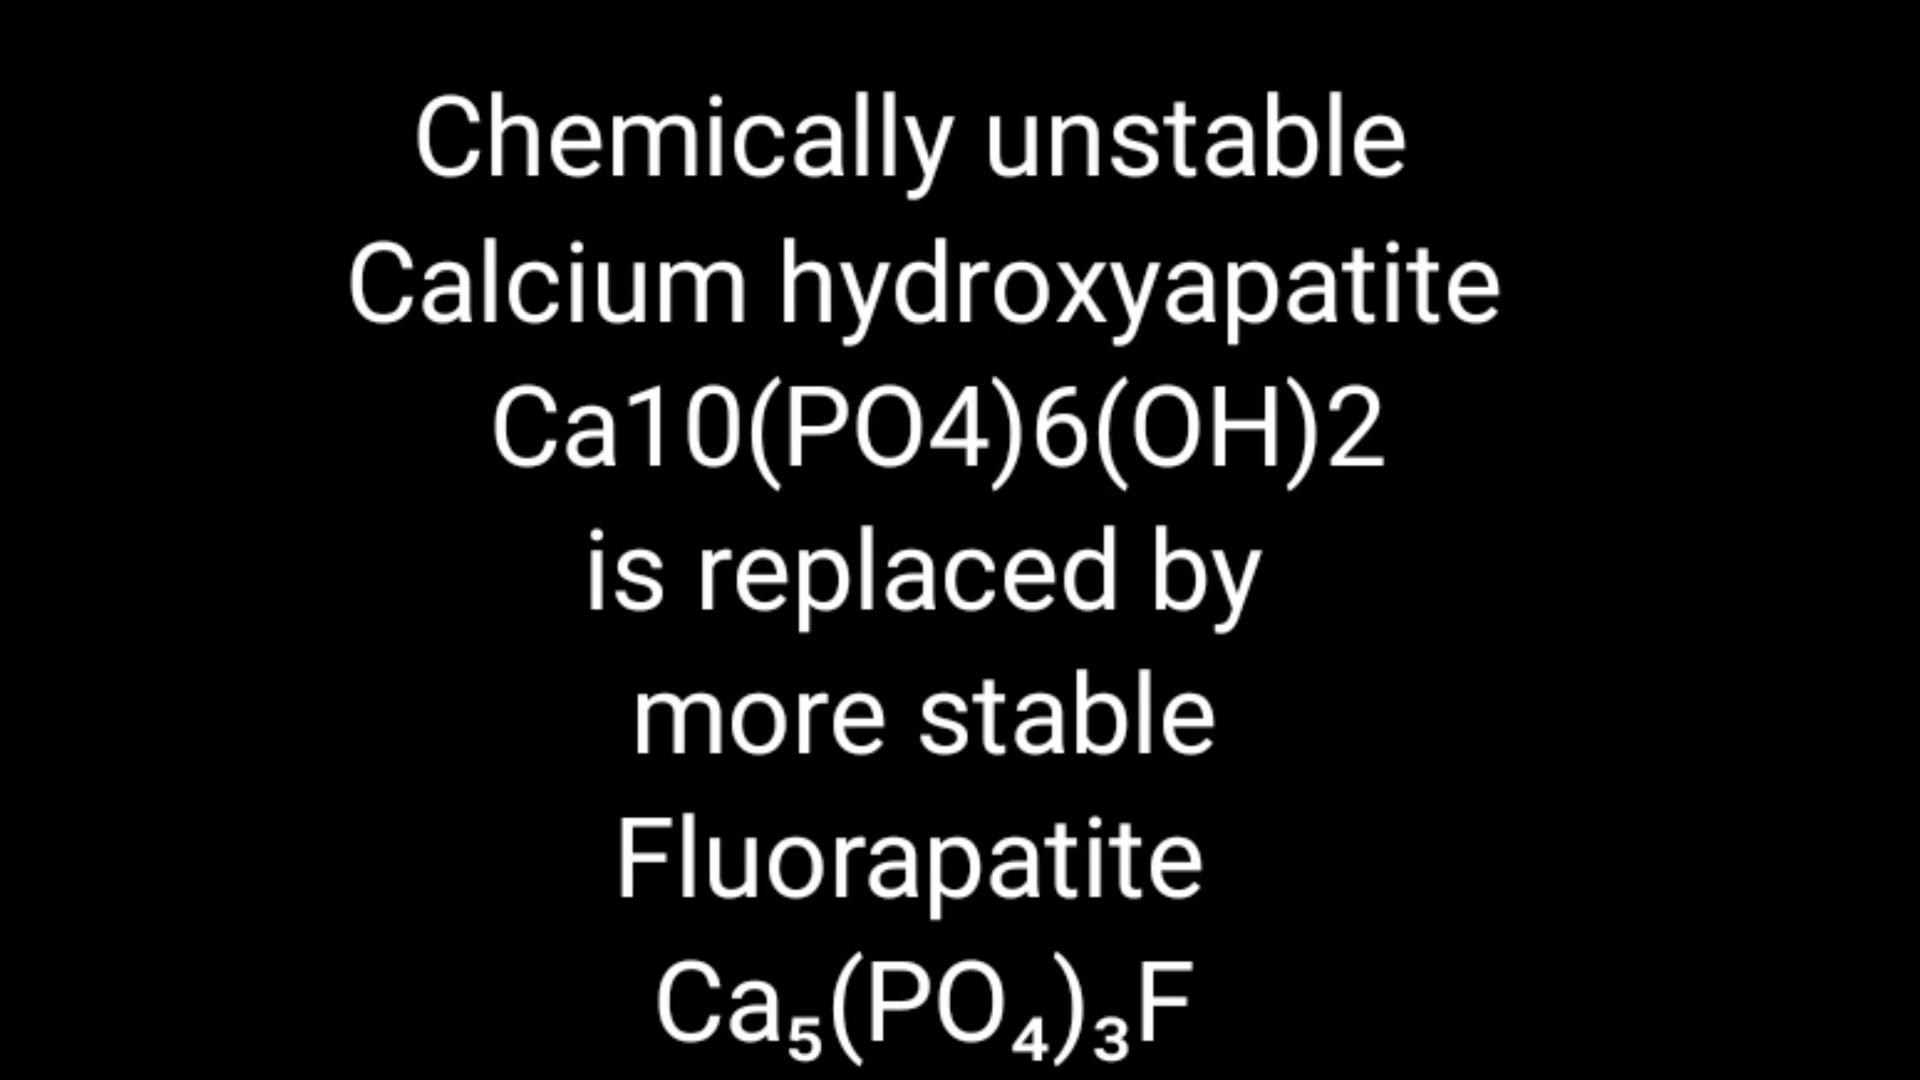 Chemically unstable
Calcium hydroxyapatite
Ca10(PO4)6(OH)2
is replaced by
more stable
Fluorapatite
Ca₅(PO₄)₃F